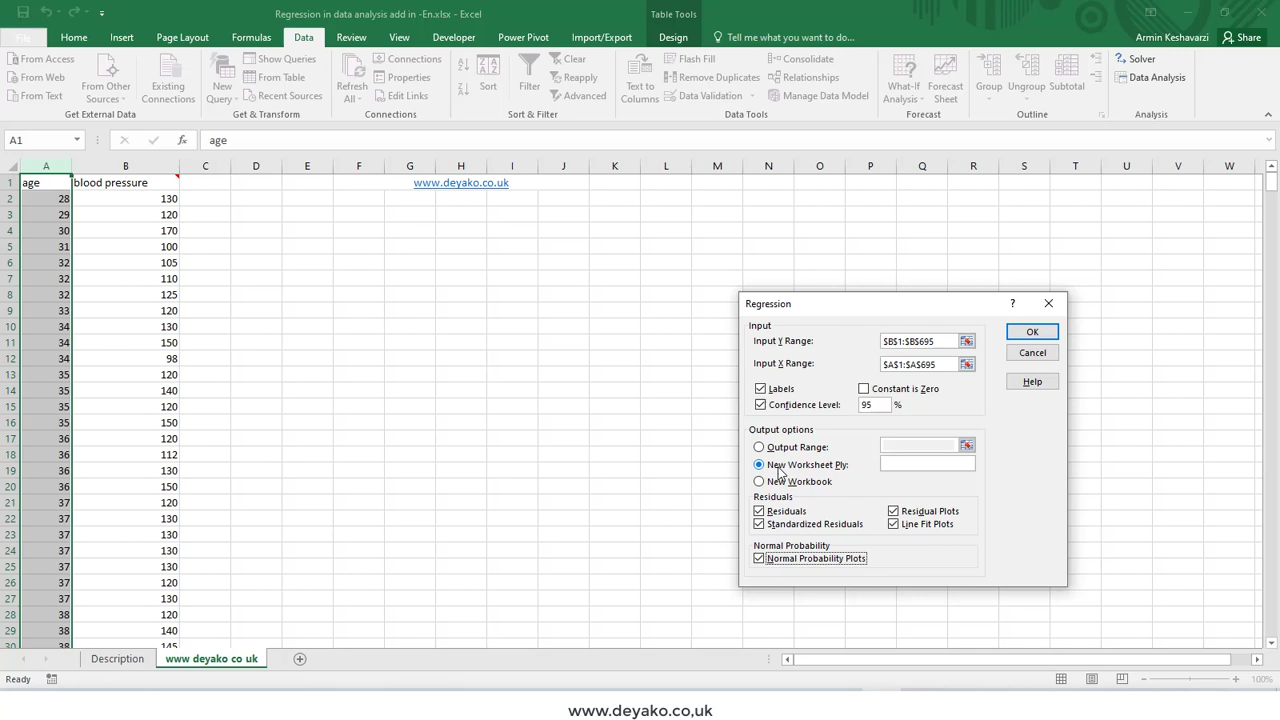 Regression in data analysis add in -En.xlsx - Excel
Table Tools
File Home Insert Page Layout Formulas Data Review View Developer Power Pivot Import/Export Design Tell me what you want to do... Armin Keshavarzi Share
From Access
From Web
From Text
From Other Sources
Existing Connections
Get External Data
New Query
Show Queries
From Table
Recent Sources
Get & Transform
Refresh All
Connections
Properties
Edit Links
Connections
Sort
Filter
Clear
Reapply
Advanced
Sort & Filter
Text to Columns
Flash Fill
Remove Duplicates
Data Validation
Consolidate
Relationships
Manage Data Model
Data Tools
What-If Analysis
Forecast Sheet
Forecast
Group
Ungroup
Subtotal
Outline
Solver
Data Analysis
Analysis
A1 fx age
A B C D E F G H I J K L M N O P Q R S T U V W
1 age blood pressure www.deyako.co.uk
2 28 130
3 29 120
4 30 170
5 31 100
6 32 105
7 32 110
8 32 125
9 33 120
10 34 130
11 34 150
12 34 98
13 35 120
14 35 140
15 35 120
16 35 150
17 36 120
18 36 112
19 36 130
20 36 150
21 37 120
22 37 130
23 37 130
24 37 130
25 37 130
26 37 120
27 37 130
28 38 120
29 38 140
30 38 145
Regression
?
Input
Input Y Range: $B$1:$B$695
Input X Range: $A$1:$A$695
Labels Constant is Zero
Confidence Level: 95 %
OK
Cancel
Help
Output options
Output Range:
New Worksheet Ply:
New Workbook
Residuals
Residuals Residual Plots
Standardized Residuals Line Fit Plots
Normal Probability
Normal Probability Plots
Description www deyako co uk
Ready 100%
www.deyako.co,uk